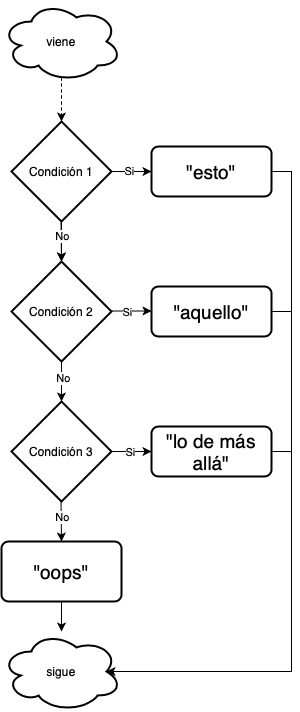 viene
Condición 1
Si
"esto"
No
Condición 2
Si
"aquello"
No
Condición 3
Si
"lo de más
allá"
No
"oops"
sigue